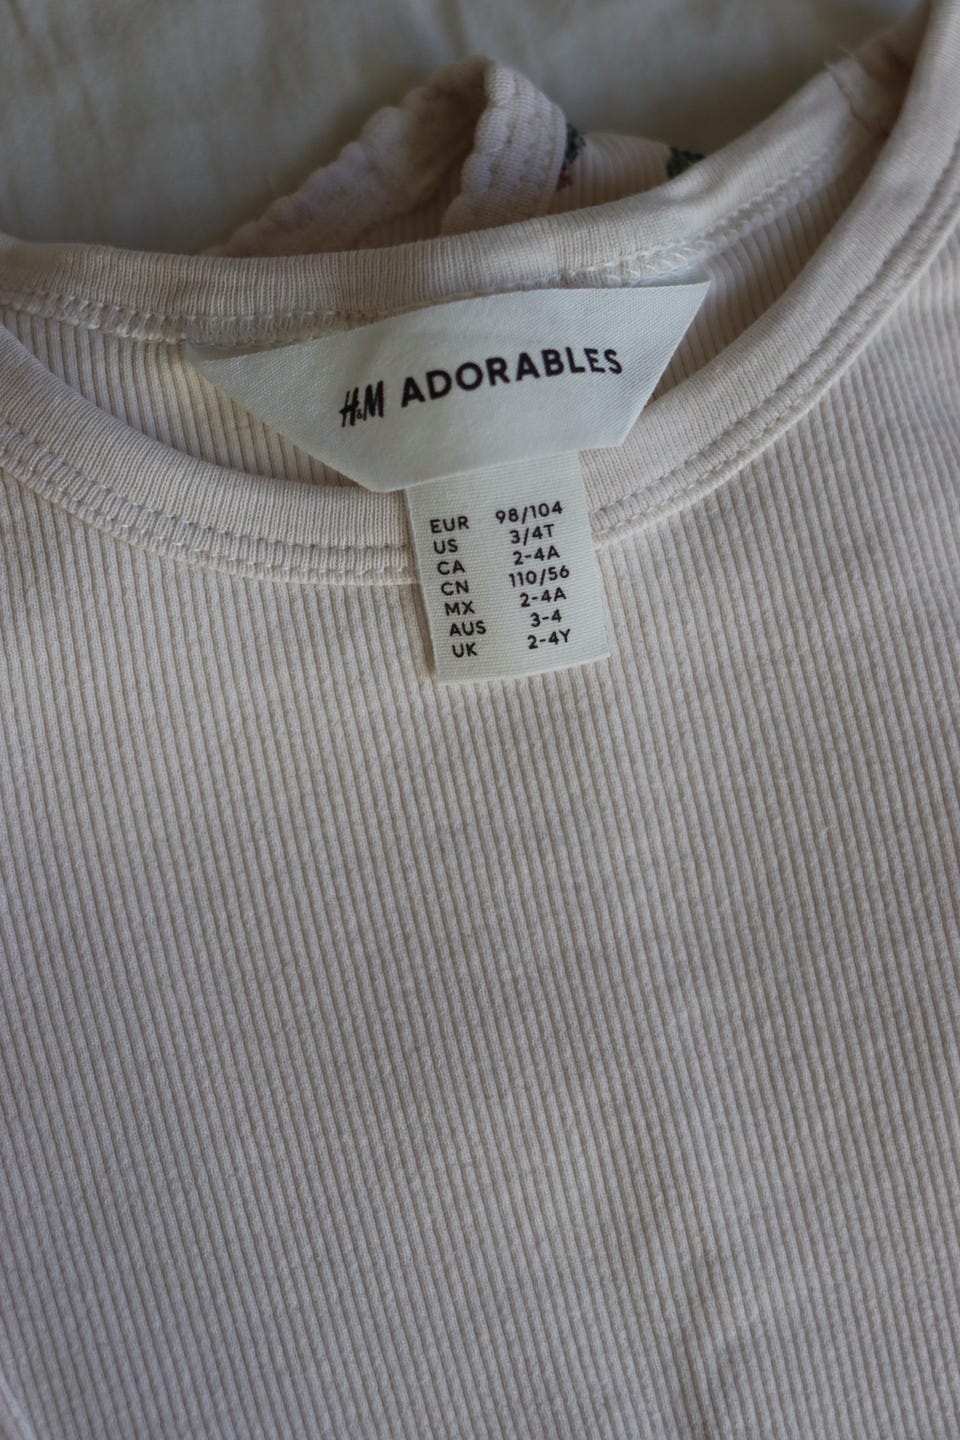 H&M ADORABLES
EUR 98/104
US 3/4T
CA 2-4A
CN 110/56
MX 2-4A
AUS 3-4
UK 2-4Y